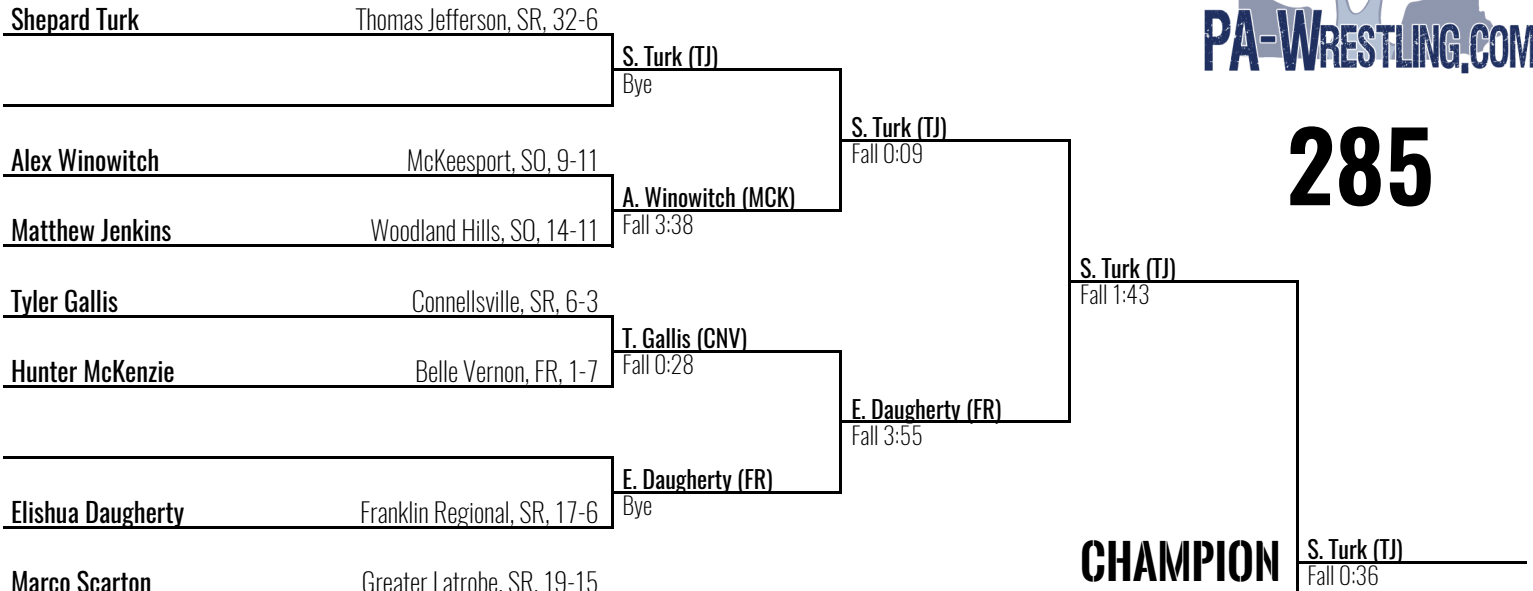 PA-WRESTLING.COM
285
Shepard Turk Thomas Jefferson, SR, 32-6
S. Turk (TJ)
Bye
S. Turk (TJ)
Fall 0:09
Alex Winowitch McKeesport, SO, 9-11
A. Winowitch (MCK)
Fall 3:38
Matthew Jenkins Woodland Hills, SO, 14-11
S. Turk (TJ)
Fall 1:43
Tyler Gallis Connellsville, SR, 6-3
T. Gallis (CNV)
Fall 0:28
Hunter McKenzie Belle Vernon, FR, 1-7
E. Daugherty (FR)
Fall 3:55
E. Daugherty (FR)
Bye
Elishua Daugherty Franklin Regional, SR, 17-6
CHAMPION
S. Turk (TJ)
Fall 0:36
Marco Scarton Greater Latrobe, SR, 19-15